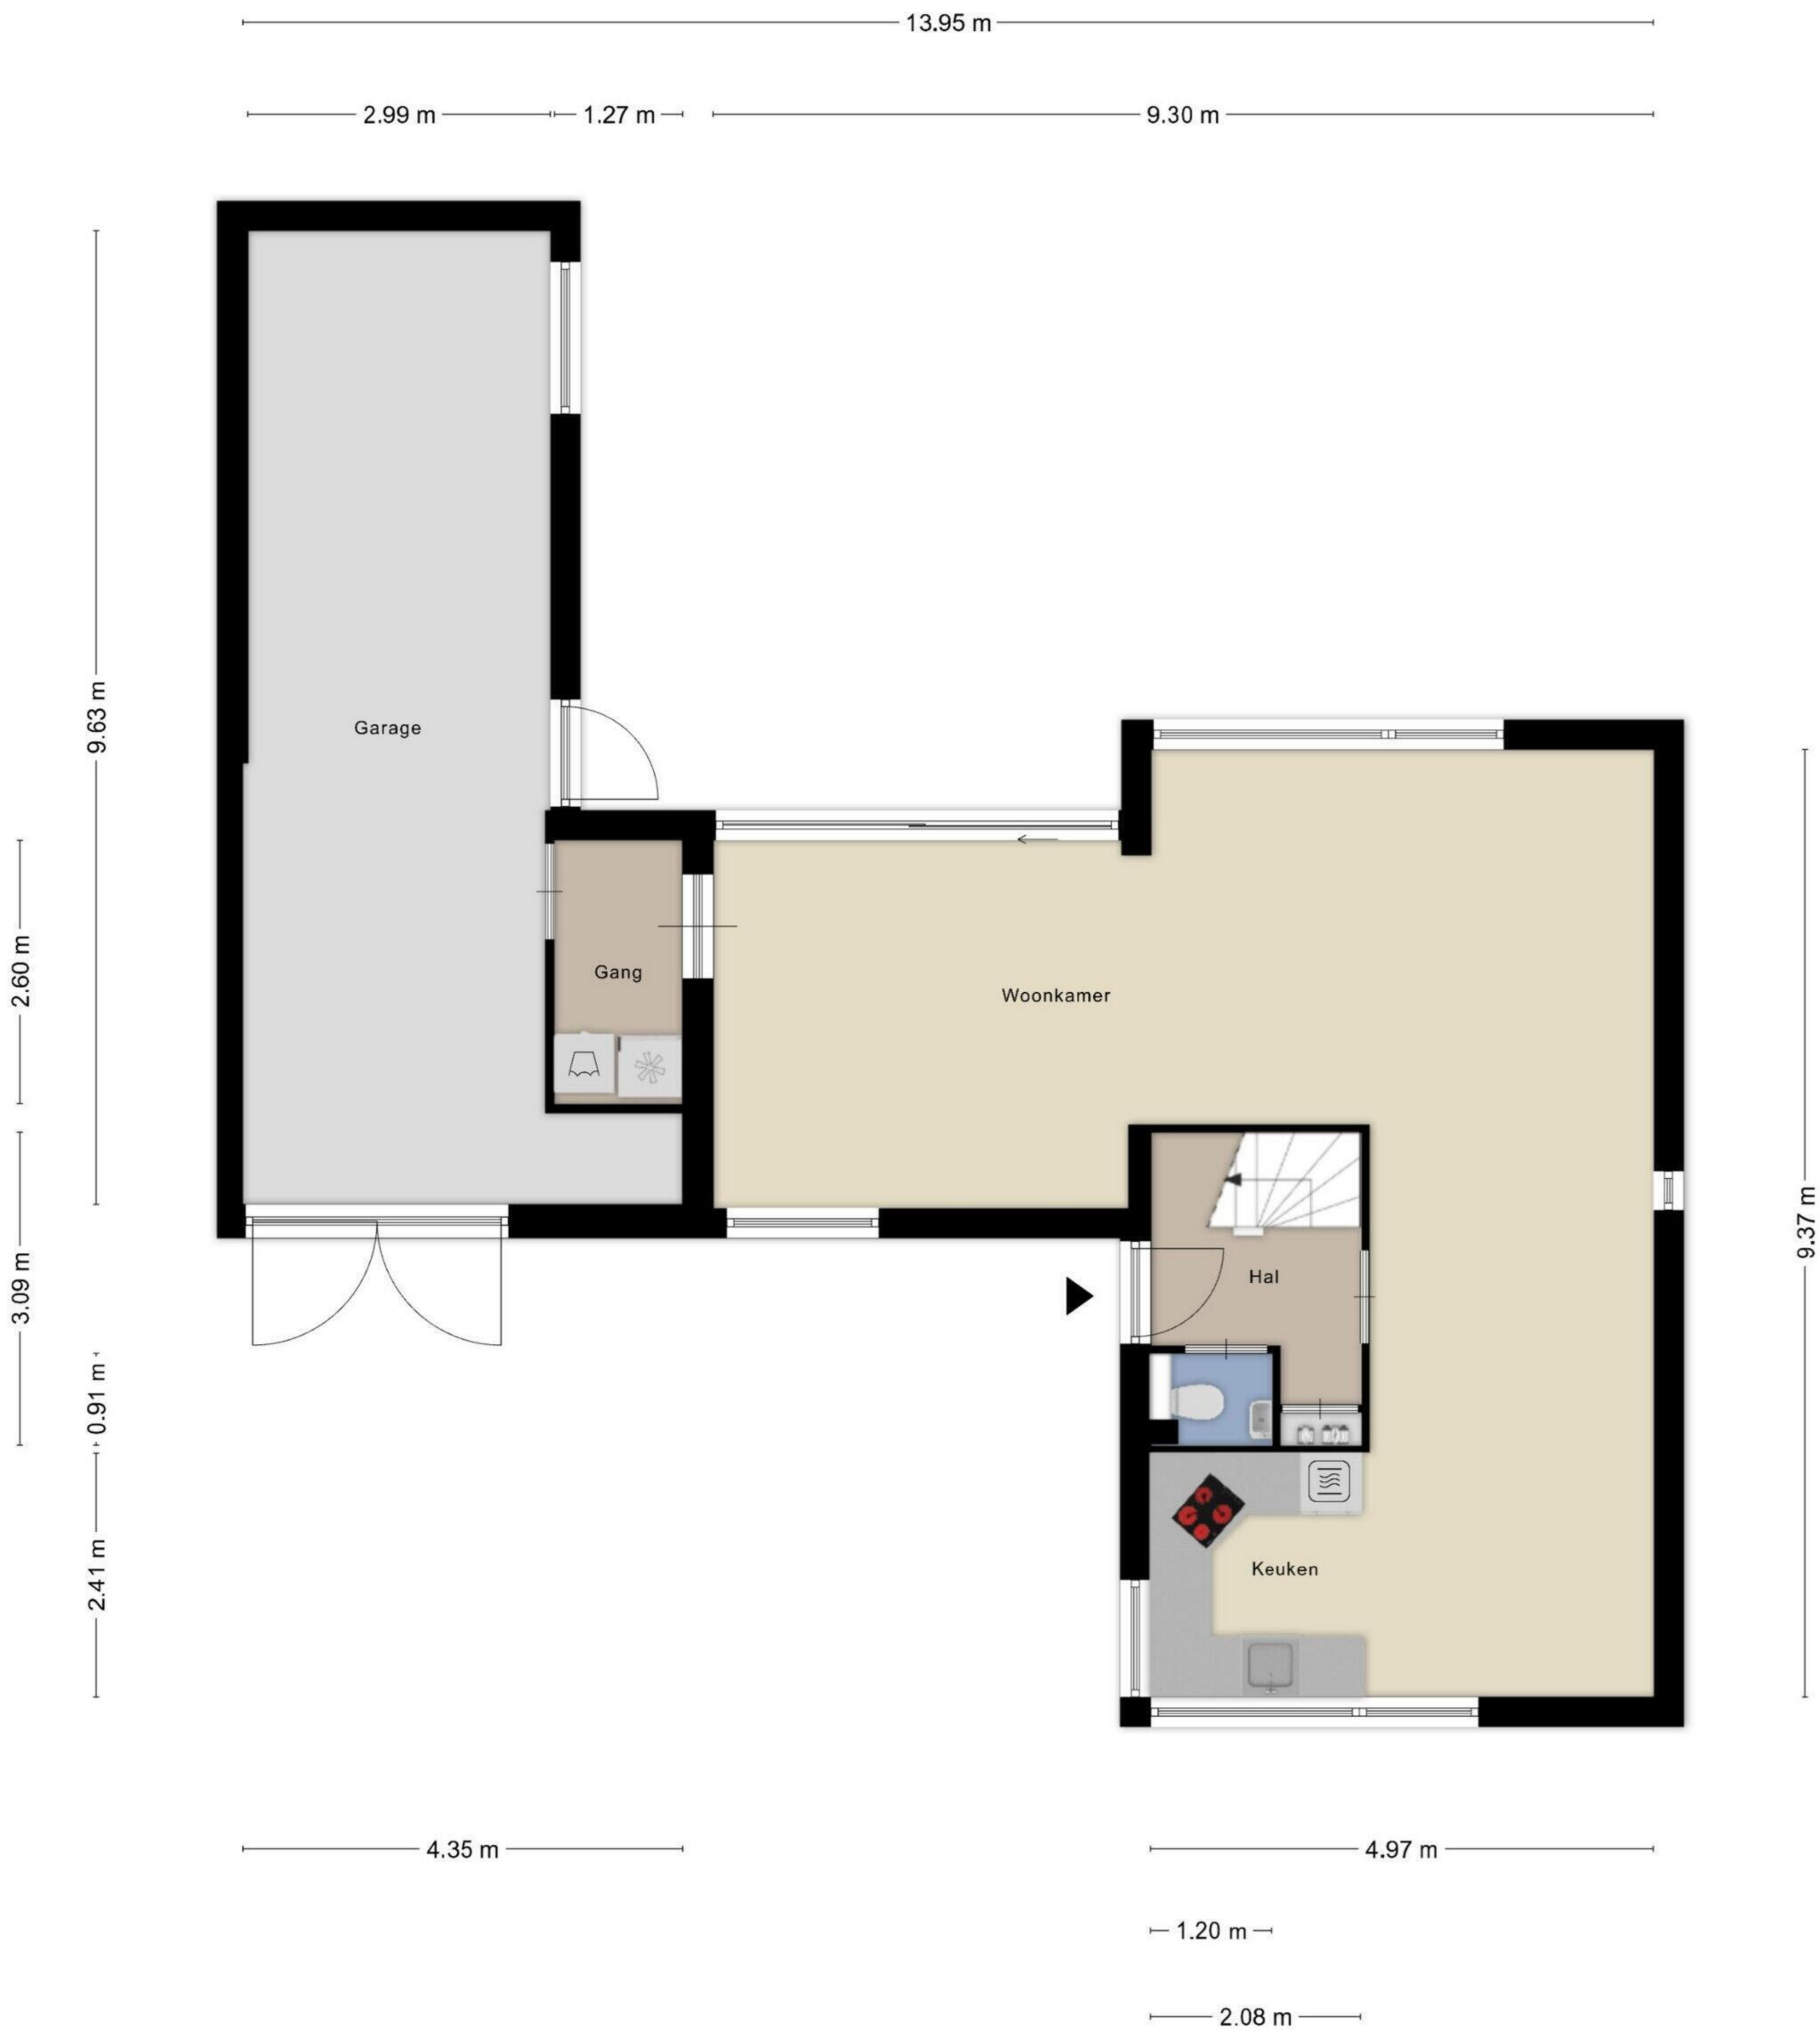 13.95 m
2.99 m
1.27 m
9.30 m
Garage
9.63 m
2.60 m
Gang
Woonkamer
9.37 m
3.09 m
Hal
0.91 m
2.41 m
Keuken
4.35 m
4.97 m
1.20 m
2.08 m